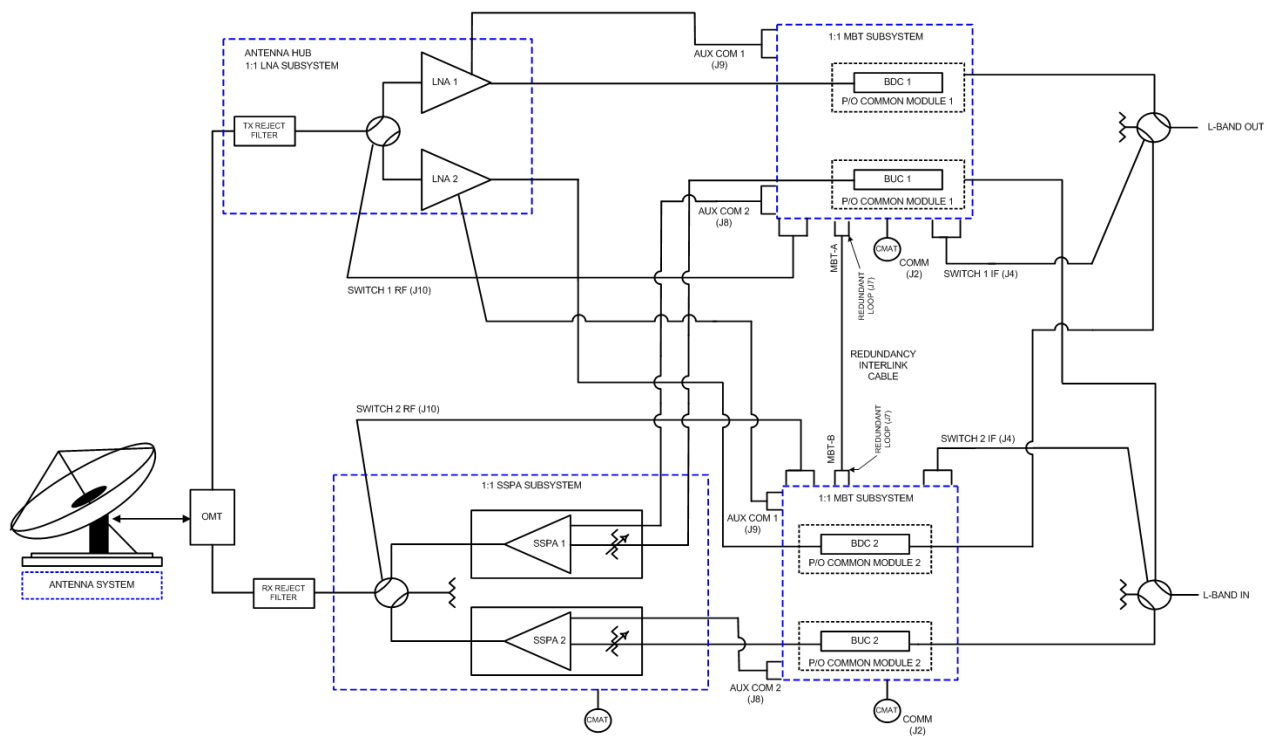 ANTENNA HUB
1:1 LNA SUBSYSTEM
TX REJECT
FILTER
LNA 1
LNA 2
AUX COM 1
(J9)
1:1 MBT SUBSYSTEM
BDC 1
P/O COMMON MODULE 1
BUC 1
P/O COMMON MODULE 1
L-BAND OUT
AUX COM 2
(J8)
SWITCH 1 RF (J10)
MBT-A
REDUNDANT
LOOP (J7)
CMAT
COMM
(J2)
SWITCH 1 IF (J4)
REDUNDANCY
INTERLINK
CABLE
SWITCH 2 RF (J10)
MBT-B
REDUNDANT
LOOP (J7)
SWITCH 2 IF (J4)
1:1 SSPA SUBSYSTEM
SSPA 1
SSPA 2
CMAT
OMT
ANTENNA SYSTEM
RX REJECT
FILTER
1:1 MBT SUBSYSTEM
AUX COM 1
(J9)
BDC 2
P/O COMMON MODULE 2
BUC 2
P/O COMMON MODULE 2
AUX COM 2
(J8)
CMAT
COMM
(J2)
L-BAND IN